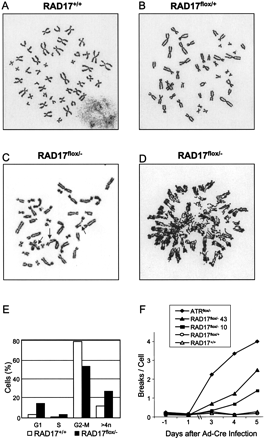 A
RAD17+/+
B
RAD17flox/+
C
RAD17flox/-
D
RAD17flox/-
E
Cells (%)
80
60
40
20
0
G1 S G2-M >4n
RAD17+/+ RAD17flox/-
F
ATRflox/-
RAD17flox/- 43
RAD17flox/- 10
RAD17flox/+
RAD17+/+
Breaks / Cell
4
3
2
1
0
-1 1 3 4 5
Days after Ad-Cre Infection